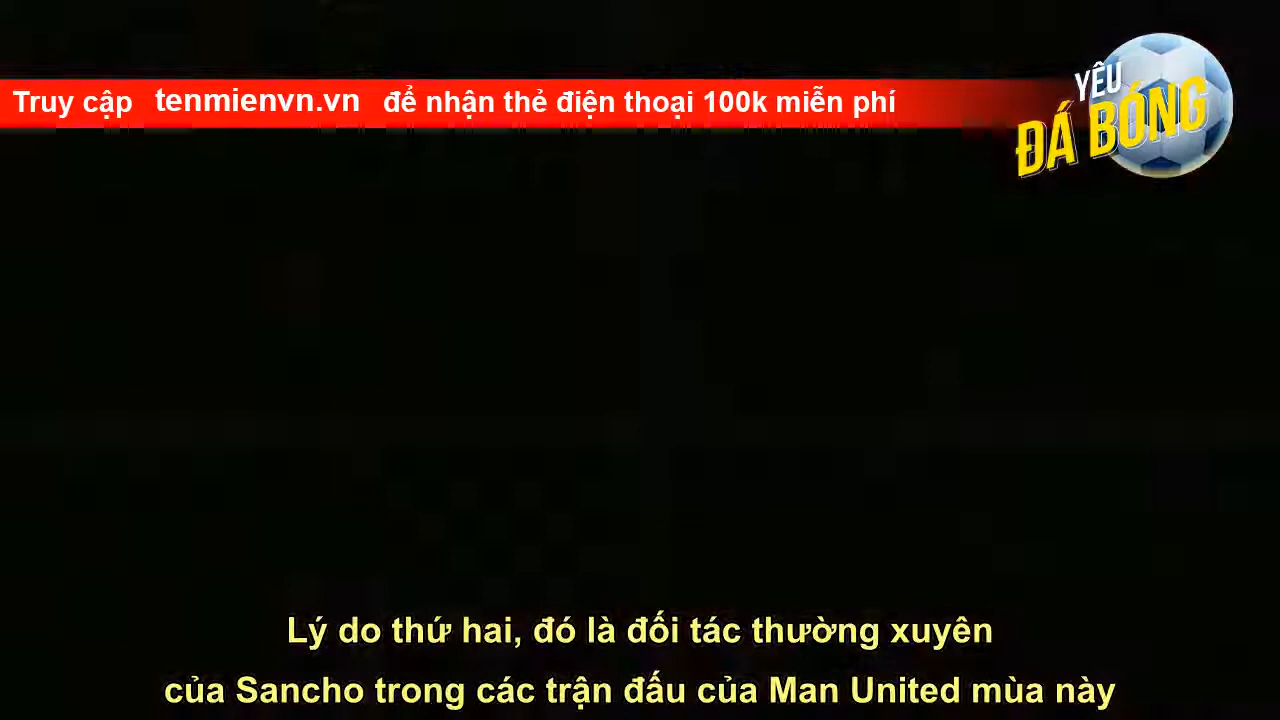 YÊU
ĐÁ BÓNG
Truy cập tenmienvn.vn để nhận thẻ điện thoại 100k miễn phí
Lý do thứ hai, đó là đối tác thường xuyên
của Sancho trong các trận đấu của Man United mùa này